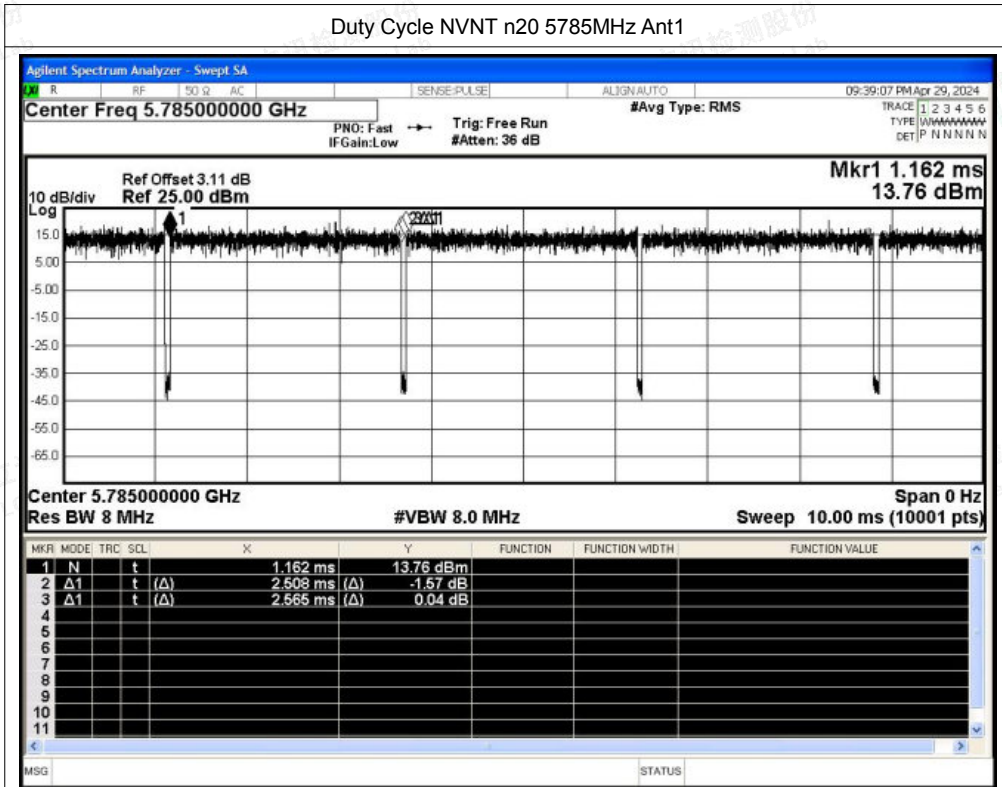 Duty Cycle NVNT n20 5785MHz Ant1
Agilent Spectrum Analyzer - Swept SA
R RF 50 Ω AC SENSE:PULSE ALIGNAUTO 09:39:07 PM Apr 29, 2024
Center Freq 5.785000000 GHz
#Avg Type: RMS
TRACE 1 2 3 4 5 6
PNO: Fast Trig: Free Run
TYPE
IFGain:Low #Atten: 36 dB
DET P N N N N N
Mkr1 1.162 ms
Ref Offset 3.11 dB
10 dB/div Ref 25.00 dBm
13.76 dBm
Log
1
15.0
5.00
-5.00
-15.0
-25.0
-35.0
-45.0
-55.0
-65.0
Center 5.785000000 GHz Span 0 Hz
Res BW 8 MHz #VBW 8.0 MHz Sweep 10.00 ms (10001 pts)
MKR MODE TRC SCL X Y FUNCTION FUNCTION WIDTH FUNCTION VALUE
1 N t 1.162 ms 13.76 dBm
2 Δ1 t (Δ) 2.508 ms (Δ) -1.57 dB
3 Δ1 t (Δ) 2.565 ms (Δ) 0.04 dB
4
5
6
7
8
9
10
11
MSG STATUS